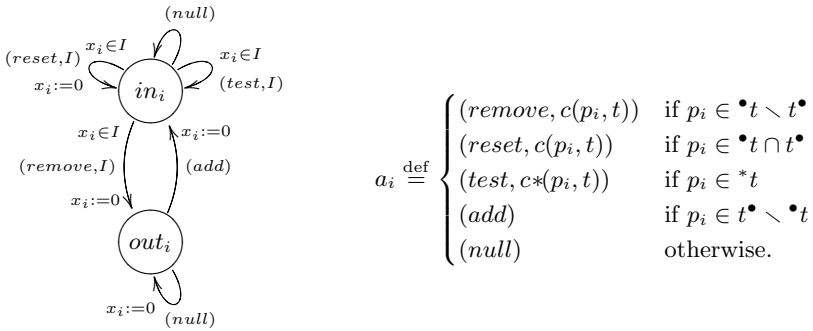 (null)
x_i∈I
(reset,I)
x_i:=0
x_i∈I
(test,I)
in_i
x_i∈I
(remove,I)
x_i:=0
x_i:=0
(add)
out_i
x_i:=0
(null)
a_i def= {
(remove, c(p_i, t)) if p_i ∈ •t ∖ t•
(reset, c(p_i, t)) if p_i ∈ •t ∩ t•
(test, c*(p_i, t)) if p_i ∈ *t
(add) if p_i ∈ t• ∖ •t
(null) otherwise.